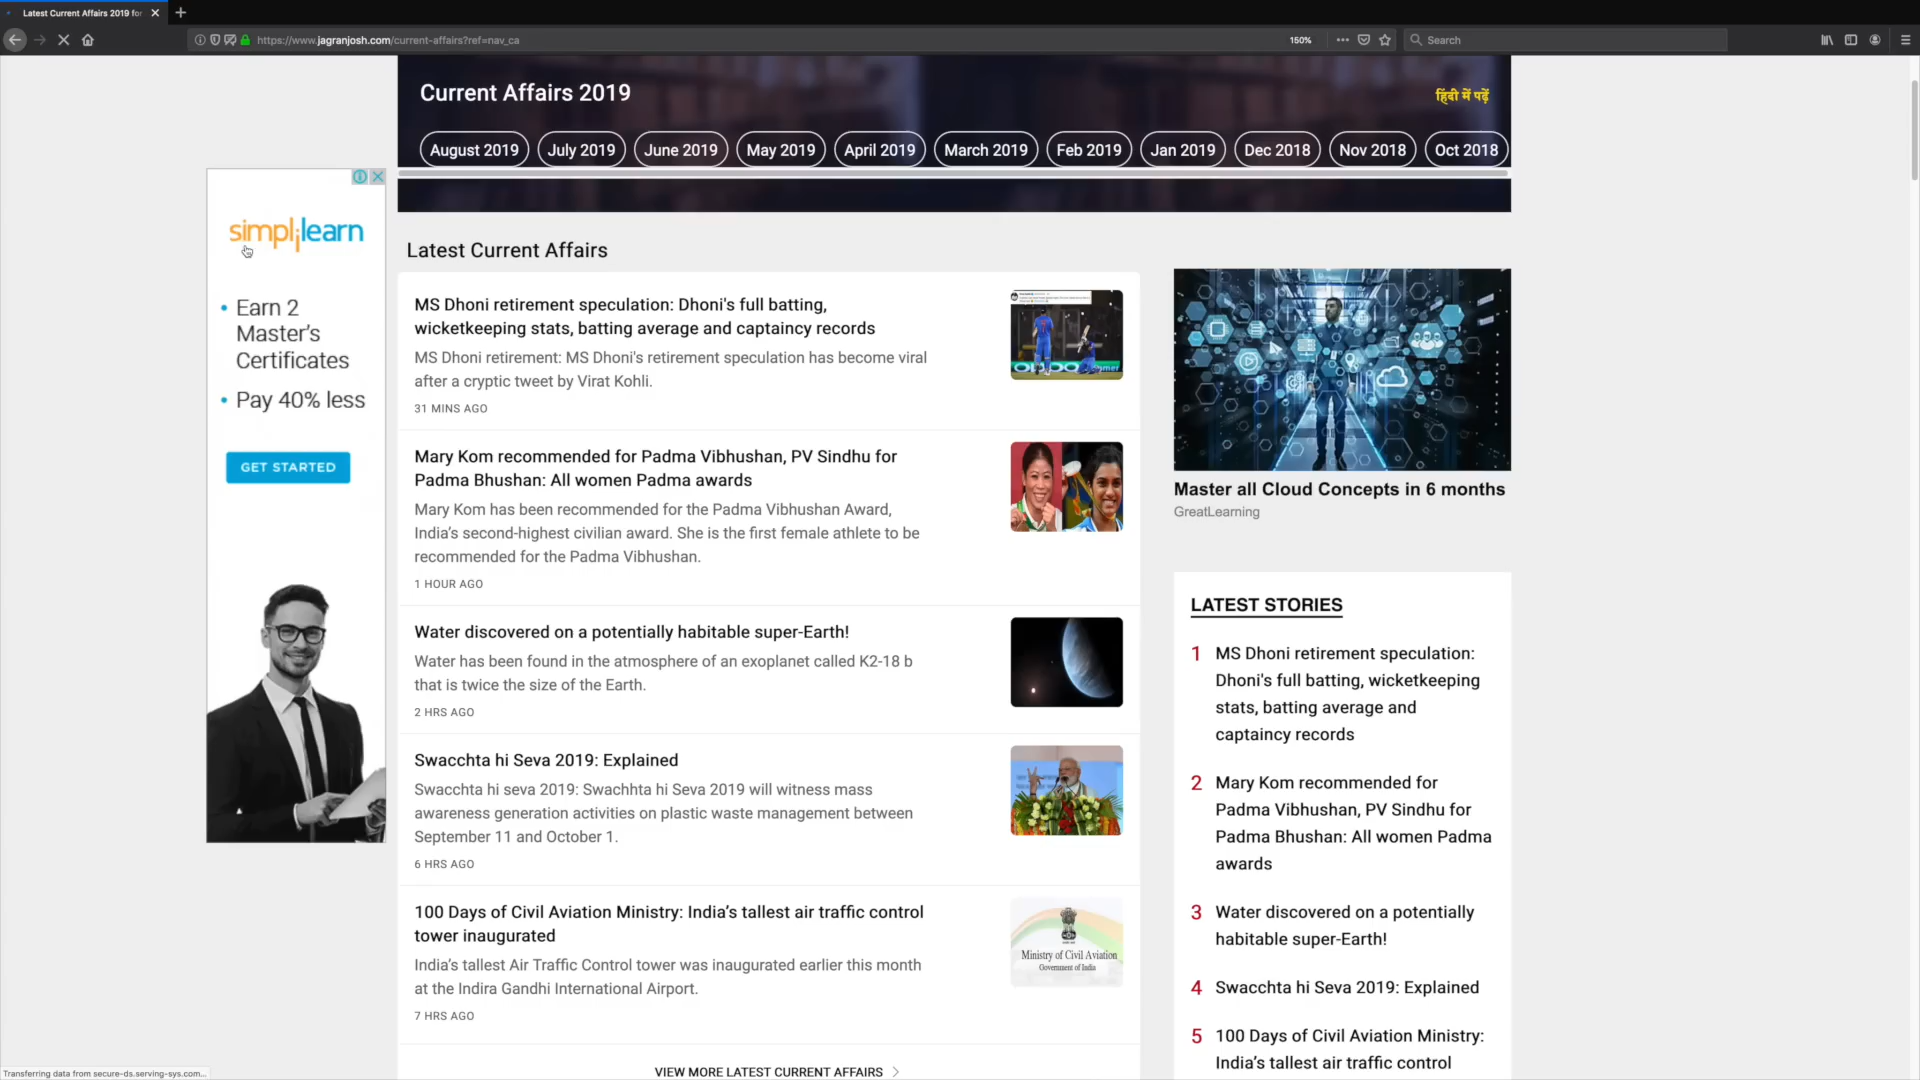 Latest Current Affairs 2019 for
https://www.jagranjosh.com/current-affairs?ref=nav_ca
150%
Search
Current Affairs 2019
हिंदी में पढ़ें
August 2019
July 2019
June 2019
May 2019
April 2019
March 2019
Feb 2019
Jan 2019
Dec 2018
Nov 2018
Oct 2018
simplilearn
Earn 2
Master's
Certificates
Pay 40% less
GET STARTED
Latest Current Affairs
MS Dhoni retirement speculation: Dhoni's full batting,
wicketkeeping stats, batting average and captaincy records
MS Dhoni retirement: MS Dhoni's retirement speculation has become viral
after a cryptic tweet by Virat Kohli.
31 MINS AGO
Mary Kom recommended for Padma Vibhushan, PV Sindhu for
Padma Bhushan: All women Padma awards
Mary Kom has been recommended for the Padma Vibhushan Award,
India's second-highest civilian award. She is the first female athlete to be
recommended for the Padma Vibhushan.
1 HOUR AGO
Water discovered on a potentially habitable super-Earth!
Water has been found in the atmosphere of an exoplanet called K2-18 b
that is twice the size of the Earth.
2 HRS AGO
Swacchta hi Seva 2019: Explained
Swacchta hi seva 2019: Swachhta hi Seva 2019 will witness mass
awareness generation activities on plastic waste management between
September 11 and October 1.
6 HRS AGO
100 Days of Civil Aviation Ministry: India's tallest air traffic control
tower inaugurated
India's tallest Air Traffic Control tower was inaugurated earlier this month
at the Indira Gandhi International Airport.
7 HRS AGO
Ministry of Civil Aviation
Government of India
VIEW MORE LATEST CURRENT AFFAIRS
Master all Cloud Concepts in 6 months
GreatLearning
LATEST STORIES
1 MS Dhoni retirement speculation:
Dhoni's full batting, wicketkeeping
stats, batting average and
captaincy records
2 Mary Kom recommended for
Padma Vibhushan, PV Sindhu for
Padma Bhushan: All women Padma
awards
3 Water discovered on a potentially
habitable super-Earth!
4 Swacchta hi Seva 2019: Explained
5 100 Days of Civil Aviation Ministry:
India's tallest air traffic control
Transferring data from secure-ds.serving-sys.com...